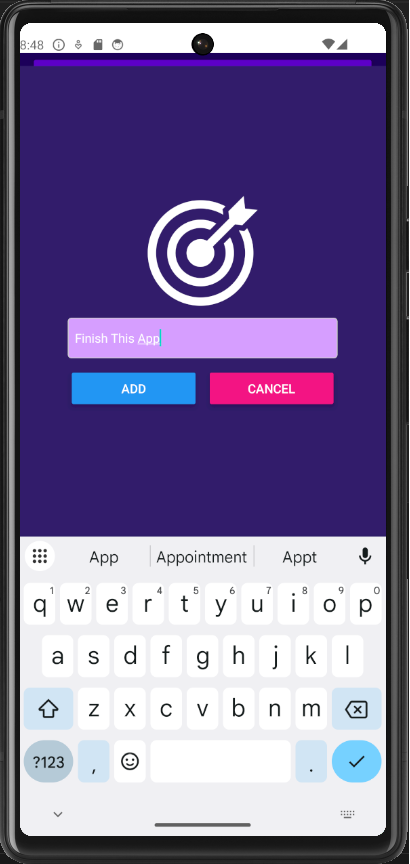 8:48
Finish This App
ADD CANCEL
App Appointment Appt
1 2 3 4 5 6 7 8 9 0
q w e r t y u i o p
a s d f g h j k l
z x c v b n m
?123 , .